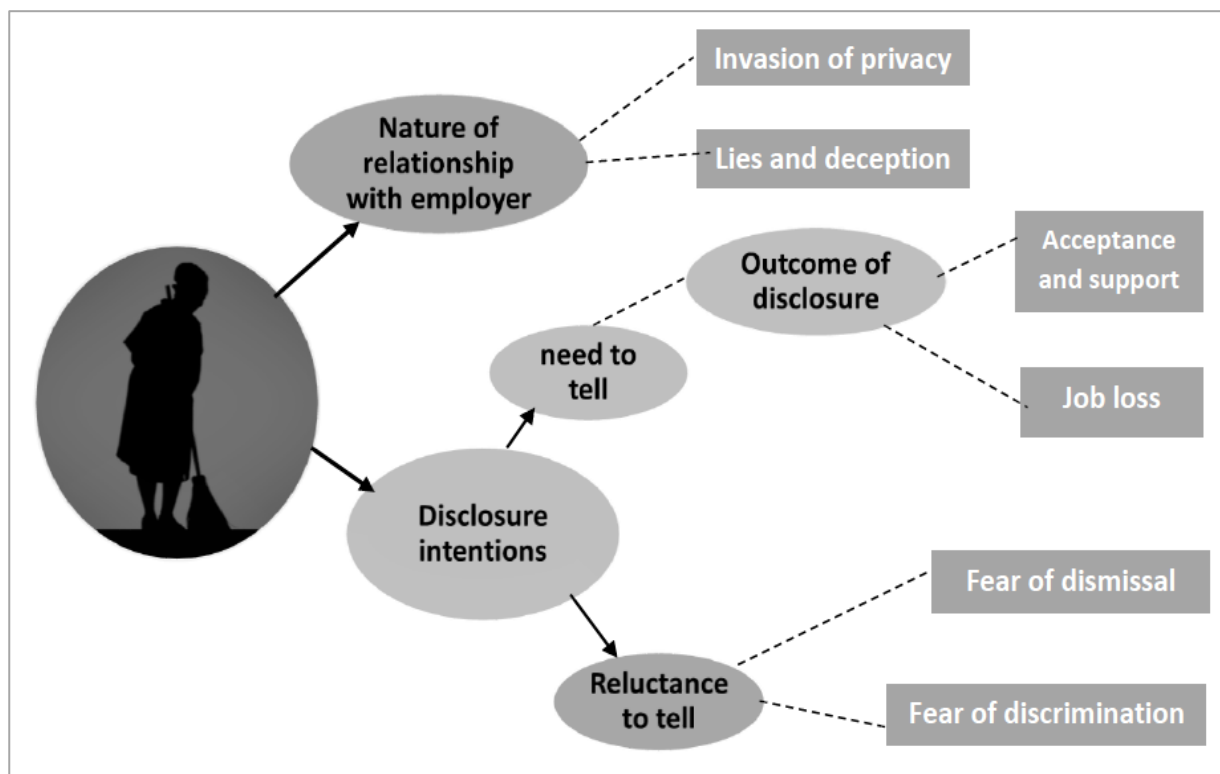 Invasion of privacy
Nature of
relationship
with employer
Lies and deception
Outcome of
disclosure
Acceptance
and support
need to
tell
Job loss
Disclosure
intentions
Fear of dismissal
Reluctance
to tell
Fear of discrimination